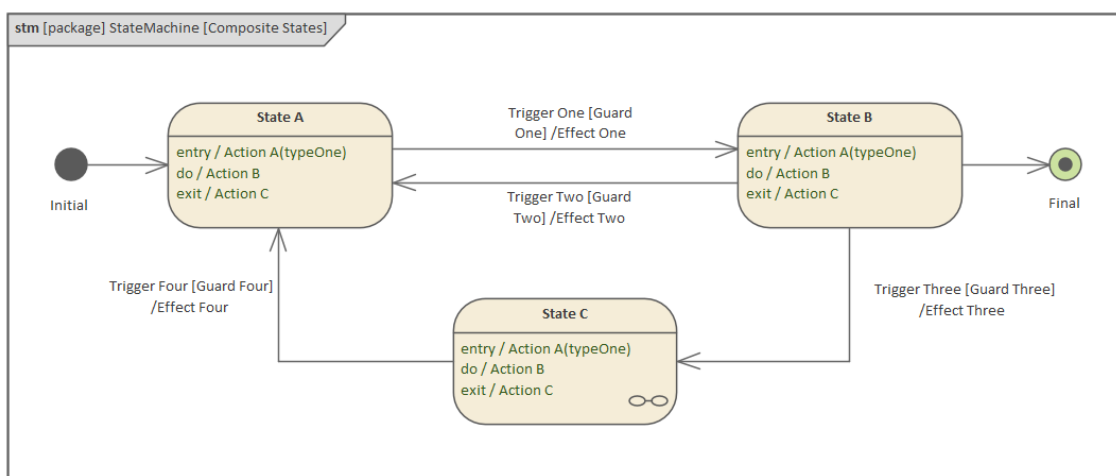 stm [package] StateMachine [Composite States]
State A
entry / Action A(typeOne)
do / Action B
exit / Action C
Initial
Trigger One [Guard
One] /Effect One
Trigger Two [Guard
Two] /Effect Two
State B
entry / Action A(typeOne)
do / Action B
exit / Action C
Final
Trigger Four [Guard Four]
/Effect Four
State C
entry / Action A(typeOne)
do / Action B
exit / Action C
Trigger Three [Guard Three]
/Effect Three